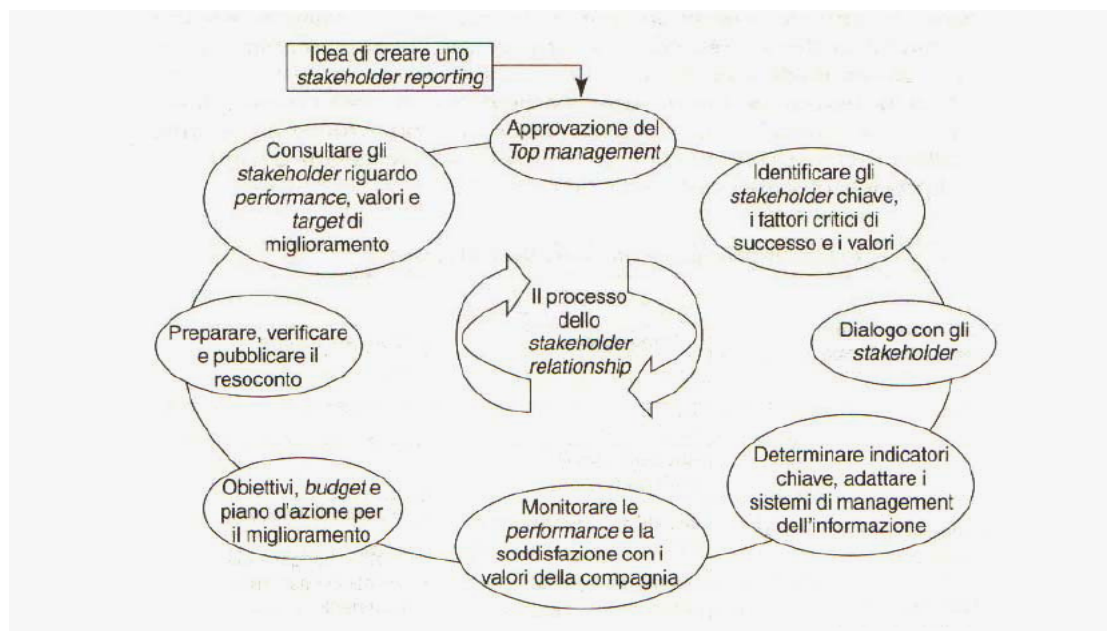 Idea di creare uno
stakeholder reporting
Approvazione del
Top management
Identificare gli
stakeholder chiave,
i fattori critici di
successo e i valori
Dialogo con gli
stakeholder
Determinare indicatori
chiave, adattare i
sistemi di management
dell'informazione
Monitorare le
performance e la
soddisfazione con i
valori della compagnia
Obiettivi, budget e
piano d'azione per
il miglioramento
Preparare, verificare
e pubblicare il
resoconto
Consultare gli
stakeholder riguardo
performance, valori e
target di
miglioramento
Il processo
dello
stakeholder
relationship